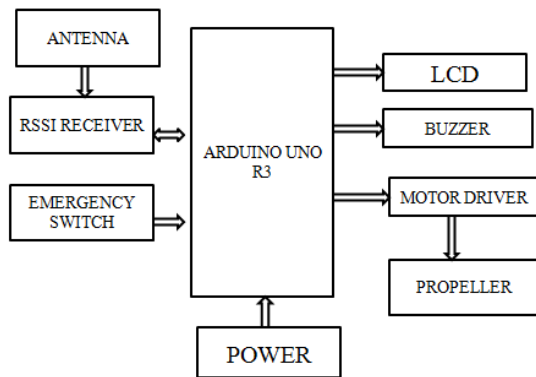 ANTENNA
RSSI RECEIVER
EMERGENCY
SWITCH
ARDUINO UNO
R3
LCD
BUZZER
MOTOR DRIVER
PROPELLER
POWER